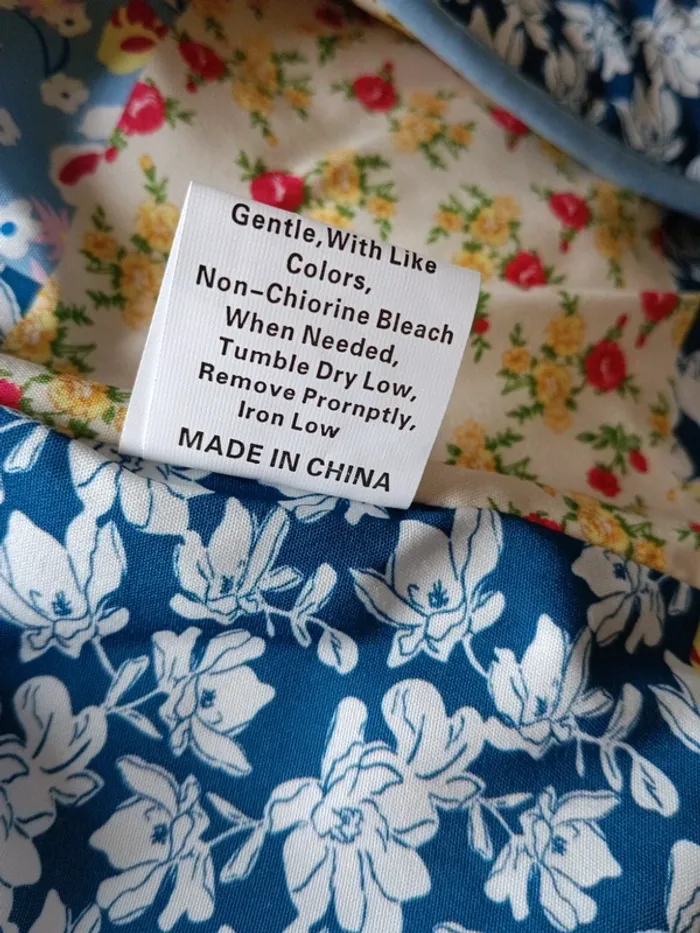 Gentle,With Like
Colors,
Non-Chiorine Bleach
When Needed,
Tumble Dry Low,
Remove Prornptly,
Iron Low
MADE IN CHINA